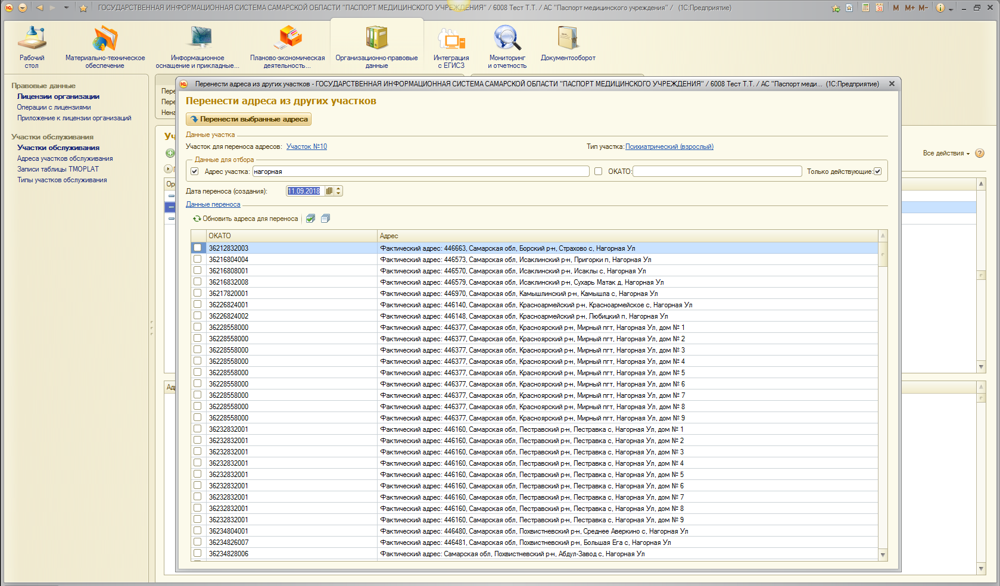 ГОСУДАРСТВЕННАЯ ИНФОРМАЦИОННАЯ СИСТЕМА САМАРСКОЙ ОБЛАСТИ "ПАСПОРТ МЕДИЦИНСКОГО УЧРЕЖДЕНИЯ" / 6008 Тест Т.Т. / АС "Паспорт медицинского учреждения" / (1С:Предприятие)
M M+ M-
Рабочий стол
Материально-техническое обеспечение
Информационное оснащение и прикладные...
Планово-экономическая деятельность...
Организационно-правовые данные
Интеграция с ЕГИСЗ
Мониторинг и отчетность
Документооборот
Правовые данные
Лицензии организации
Операции с лицензиями
Приложение к лицензии организаций
Участки обслуживания
Участки обслуживания
Адреса участков обслуживания
Записи таблицы TMOPLAT
Типы участков обслуживания
Пере
Пере
Нена
Уч
Ор
Адр
Все действия
Перенести адреса из других участков - ГОСУДАРСТВЕННАЯ ИНФОРМАЦИОННАЯ СИСТЕМА САМАРСКОЙ ОБЛАСТИ "ПАСПОРТ МЕДИЦИНСКОГО УЧРЕЖДЕНИЯ" / 6008 Тест Т.Т. / АС "Паспорт меди... (1С:Предприятие)
Перенести адреса из других участков
Перенести выбранные адреса
Данные участка
Участок для переноса адресов: Участок №10 Тип участка: Психиатрический (взрослый)
Данные для отбора
Адрес участка: нагорная ОКАТО: Только действующие:
Дата переноса (создания): 11.09.2018
Данные переноса
Обновить адреса для переноса
ОКАТО Адрес
36212832003 Фактический адрес: 446663, Самарская обл, Борский р-н, Страхово с, Нагорная Ул
36216804004 Фактический адрес: 446573, Самарская обл, Исаклинский р-н, Пригорки п, Нагорная Ул
36216808001 Фактический адрес: 446570, Самарская обл, Исаклинский р-н, Исаклы с, Нагорная Ул
36216832008 Фактический адрес: 446579, Самарская обл, Исаклинский р-н, Сухарь Матак д, Нагорная Ул
36217820001 Фактический адрес: 446970, Самарская обл, Камышлинский р-н, Камышла с, Нагорная Ул
36226824001 Фактический адрес: 446140, Самарская обл, Красноармейский р-н, Красноармейское с, Нагорная Ул
36226824002 Фактический адрес: 446148, Самарская обл, Красноармейский р-н, Любицкий п, Нагорная Ул
36228558000 Фактический адрес: 446377, Самарская обл, Красноярский р-н, Мирный пгт, Нагорная Ул, дом № 1
36228558000 Фактический адрес: 446377, Самарская обл, Красноярский р-н, Мирный пгт, Нагорная Ул, дом № 2
36228558000 Фактический адрес: 446377, Самарская обл, Красноярский р-н, Мирный пгт, Нагорная Ул, дом № 3
36228558000 Фактический адрес: 446377, Самарская обл, Красноярский р-н, Мирный пгт, Нагорная Ул, дом № 4
36228558000 Фактический адрес: 446377, Самарская обл, Красноярский р-н, Мирный пгт, Нагорная Ул, дом № 5
36228558000 Фактический адрес: 446377, Самарская обл, Красноярский р-н, Мирный пгт, Нагорная Ул, дом № 6
36228558000 Фактический адрес: 446377, Самарская обл, Красноярский р-н, Мирный пгт, Нагорная Ул, дом № 7
36228558000 Фактический адрес: 446377, Самарская обл, Красноярский р-н, Мирный пгт, Нагорная Ул, дом № 8
36228558000 Фактический адрес: 446377, Самарская обл, Красноярский р-н, Мирный пгт, Нагорная Ул, дом № 9
36232832001 Фактический адрес: 446160, Самарская обл, Пестравский р-н, Пестравка с, Нагорная Ул, дом № 1
36232832001 Фактический адрес: 446160, Самарская обл, Пестравский р-н, Пестравка с, Нагорная Ул, дом № 2
36232832001 Фактический адрес: 446160, Самарская обл, Пестравский р-н, Пестравка с, Нагорная Ул, дом № 3
36232832001 Фактический адрес: 446160, Самарская обл, Пестравский р-н, Пестравка с, Нагорная Ул, дом № 4
36232832001 Фактический адрес: 446160, Самарская обл, Пестравский р-н, Пестравка с, Нагорная Ул, дом № 5
36232832001 Фактический адрес: 446160, Самарская обл, Пестравский р-н, Пестравка с, Нагорная Ул, дом № 6
36232832001 Фактический адрес: 446160, Самарская обл, Пестравский р-н, Пестравка с, Нагорная Ул, дом № 7
36232832001 Фактический адрес: 446160, Самарская обл, Пестравский р-н, Пестравка с, Нагорная Ул, дом № 8
36232832001 Фактический адрес: 446160, Самарская обл, Пестравский р-н, Пестравка с, Нагорная Ул, дом № 9
36234804001 Фактический адрес: 446480, Самарская обл, Похвистневский р-н, Среднее Аверкино с, Нагорная Ул
36234826007 Фактический адрес: 446481, Самарская обл, Похвистневский р-н, Большая Ега с, Нагорная Ул
36234828006 Фактический адрес: Самарская обл, Похвистневский р-н, Абдул-Завод с, Нагорная Ул